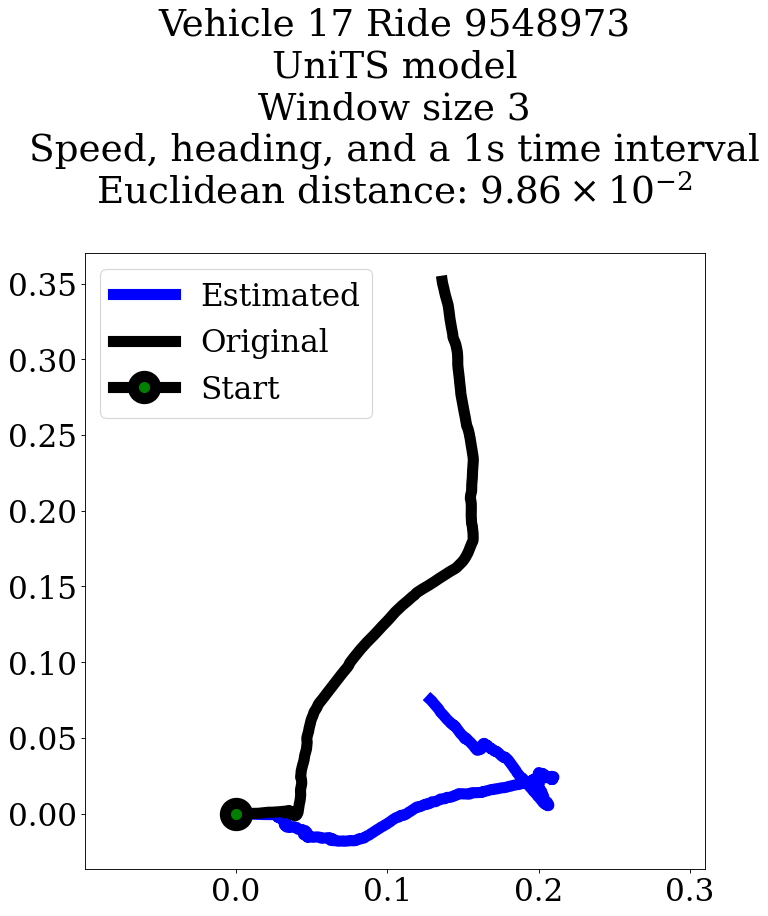 Vehicle 17 Ride 9548973
UniTS model
Window size 3
Speed, heading, and a 1s time interval
Euclidean distance: 9.86 × 10⁻²
Estimated
Original
Start
0.35
0.30
0.25
0.20
0.15
0.10
0.05
0.00
0.0 0.1 0.2 0.3